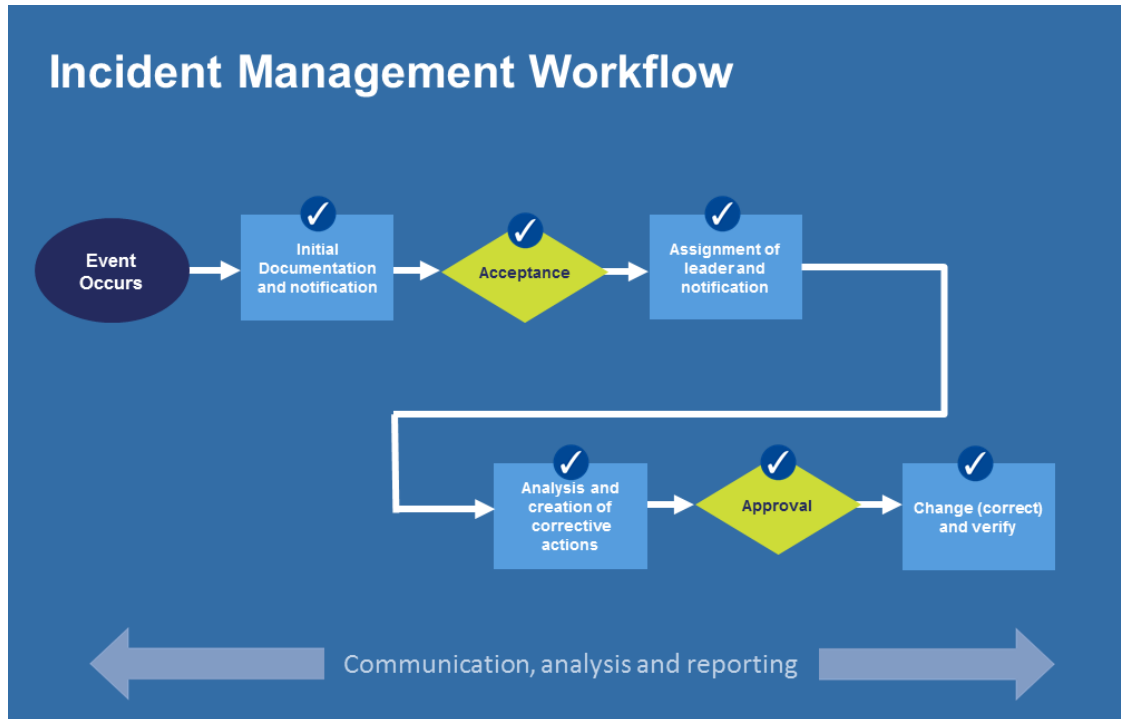 Incident Management Workflow
Event
Occurs
Initial
Documentation
and notification
Acceptance
Assignment of
leader and
notification
Analysis and
creation of
corrective
actions
Approval
Change (correct)
and verify
Communication, analysis and reporting